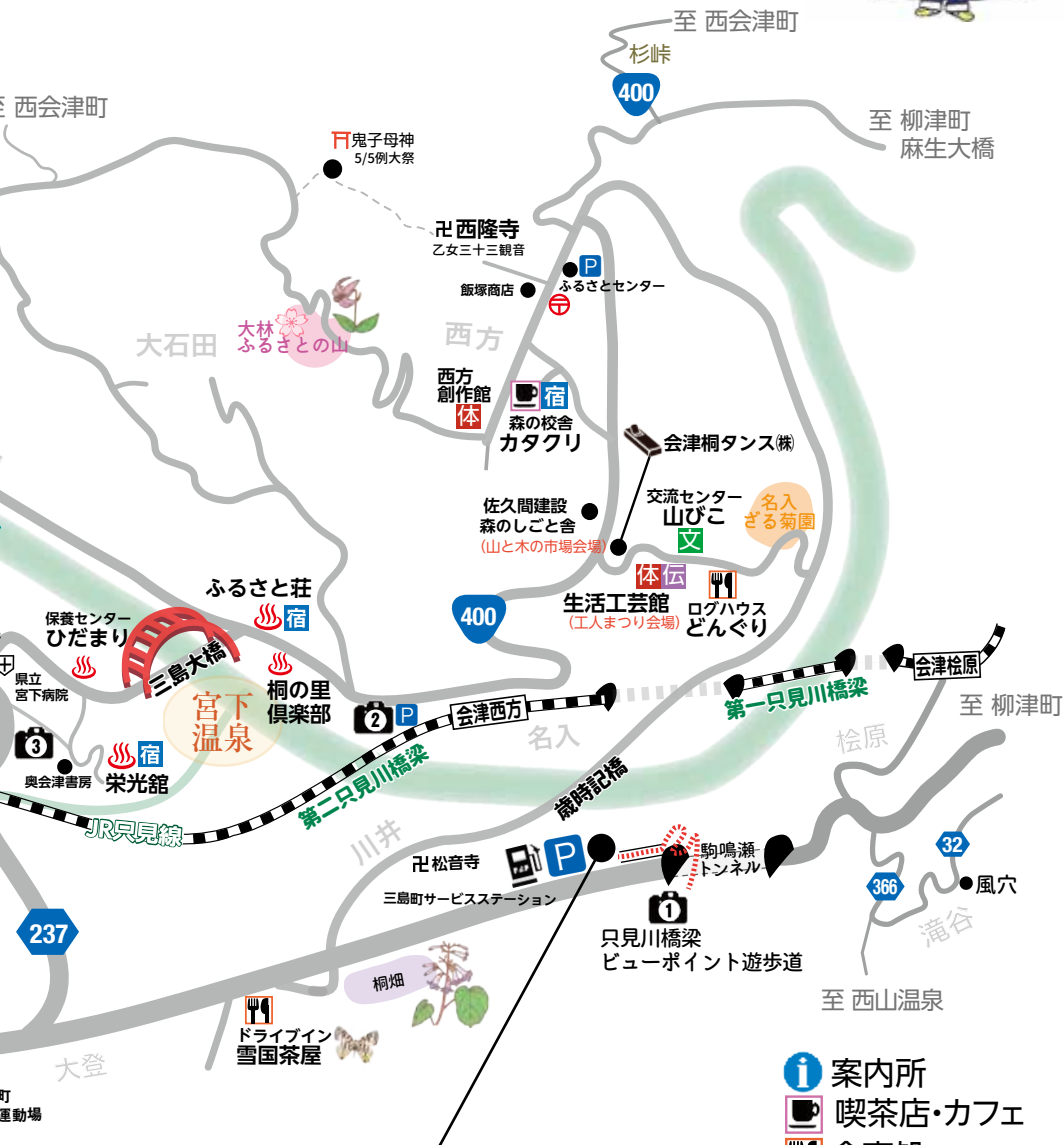 至 西会津町
杉峠
400
西会津町
至 柳津町
麻生大橋
鬼子母神
5/5例大祭
卍西隆寺
乙女三十三観音
P
ふるさとセンター
飯塚商店
〒
西方
大石田
大林
ふるさとの山
西方
創作館
体
宿
森の校舎
カタクリ
会津桐タンス㈱
佐久間建設
森のしごと舎
(山と木の市場会場)
交流センター
山びこ
文
名入
ざる菊園
体 伝
生活工芸館
(工人まつり会場)
ログハウス
どんぐり
400
ふるさと荘
宿
保養センター
ひだまり
三島大橋
県立
宮下病院
宮下
温泉
桐の里
倶楽部
2
P
会津西方
第一只見川橋梁
会津桧原
至 柳津町
3
奥会津書房
宿
栄光舘
名入
桧原
第二只見川橋梁
JR只見線
歳時記橋
川井
卍松音寺
P
三島町サービスステーション
駒鳴瀬
トンネル
1
只見川橋梁
ビューポイント遊歩道
32
366
風穴
滝谷
至 西山温泉
237
桐畑
ドライブイン
雪国茶屋
大登
町
運動場
i 案内所
喫茶店・カフェ